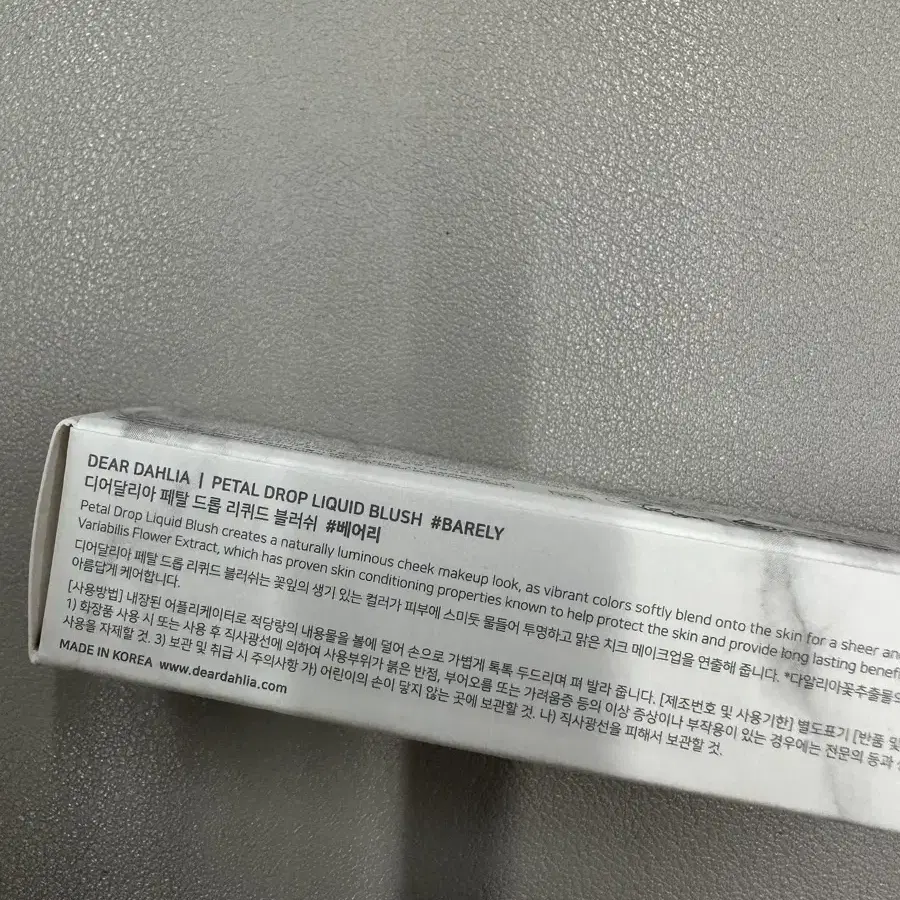 DEAR DAHLIA | PETAL DROP LIQUID BLUSH #BARELY
디어달리아 페탈 드롭 리퀴드 블러쉬 #베어리
Petal Drop Liquid Blush creates a naturally luminous cheek makeup look, as vibrant colors softly blend onto the skin for a sheer and
Variabilis Flower Extract, which has proven skin conditioning properties known to help protect the skin and provide long lasting
디어달리아 페탈 드롭 리퀴드 블러쉬는 꽃잎의 생기 있는 컬러가 피부에 스미듯 물들어 투명하고 맑은 치크 메이크업을 연출해 줍니다. *다알리아꽃추출물의
아름답게 케어합니다.
[사용방법] 내장된 어플리케이터로 적당량의 내용물을 볼에 덜어 손으로 가볍게 톡톡 두드리며 펴 발라 줍니다. [제조번호 및 사용기한] 별도표기 [반품 및
1) 화장품 사용 시 또는 사용 후 직사광선에 의하여 사용부위가 붉은 반점, 부어오름 또는 가려움증 등의 이상 증상이나 부작용이 있는 경우에는 전문의 등과
사용을 자제할 것. 3) 보관 및 취급 시 주의사항 가) 어린이의 손이 닿지 않는 곳에 보관할 것. 나) 직사광선을 피해서 보관할 것.
MADE IN KOREA www.deardahlia.com